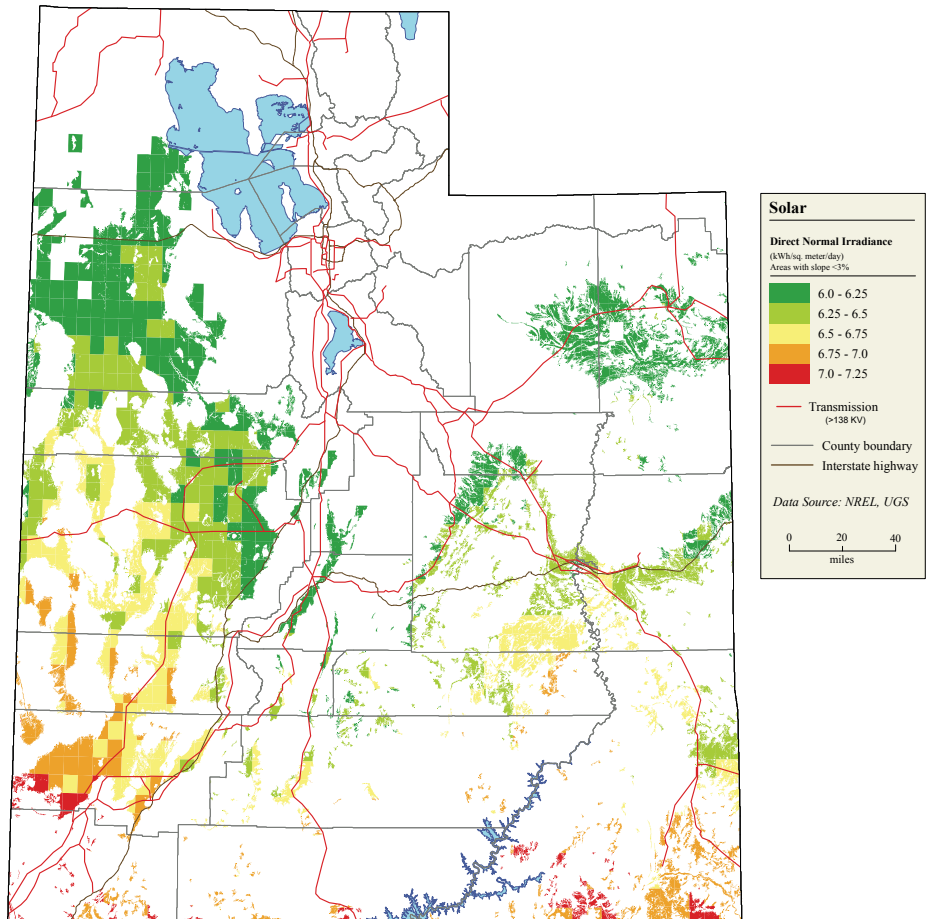 Solar
Direct Normal Irradiance
(kWh/sq. meter/day)
Areas with slope <3%
6.0 - 6.25
6.25 - 6.5
6.5 - 6.75
6.75 - 7.0
7.0 - 7.25
Transmission
(>138 KV)
County boundary
Interstate highway
Data Source: NREL, UGS
0 20 40
miles